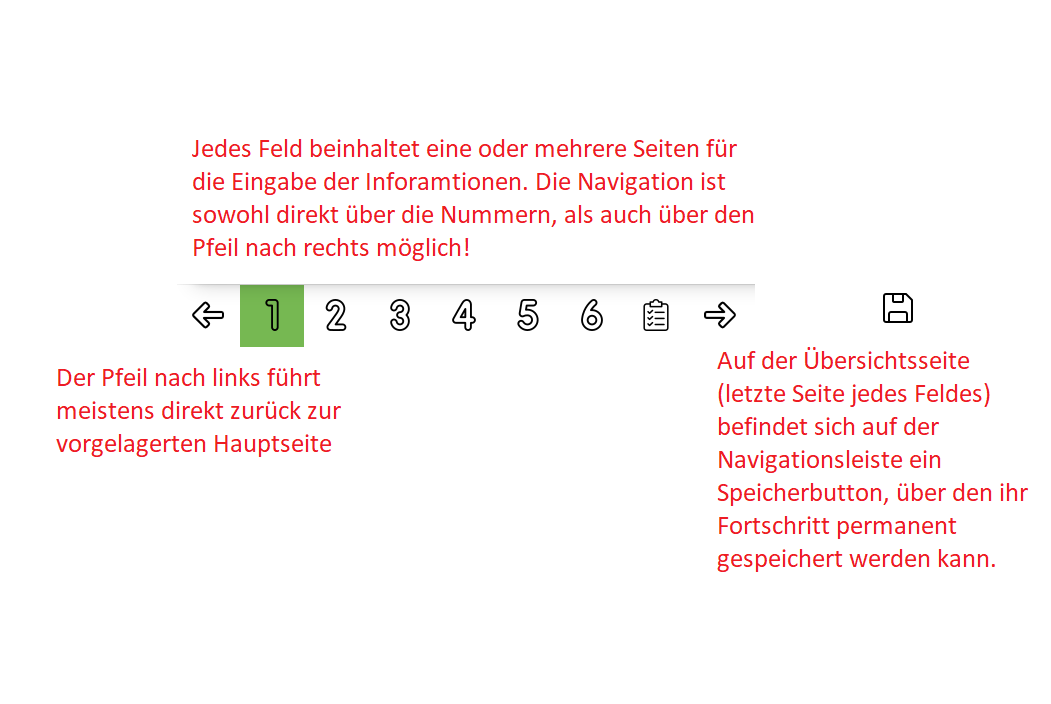 Jedes Feld beinhaltet eine oder mehrere Seiten für
die Eingabe der Inforamtionen. Die Navigation ist
sowohl direkt über die Nummern, als auch über den
Pfeil nach rechts möglich!
1 2 3 4 5 6
Der Pfeil nach links führt
meistens direkt zurück zur
vorgelagerten Hauptseite
Auf der Übersichtsseite
(letzte Seite jedes Feldes)
befindet sich auf der
Navigationsleiste ein
Speicherbutton, über den ihr
Fortschritt permanent
gespeichert werden kann.